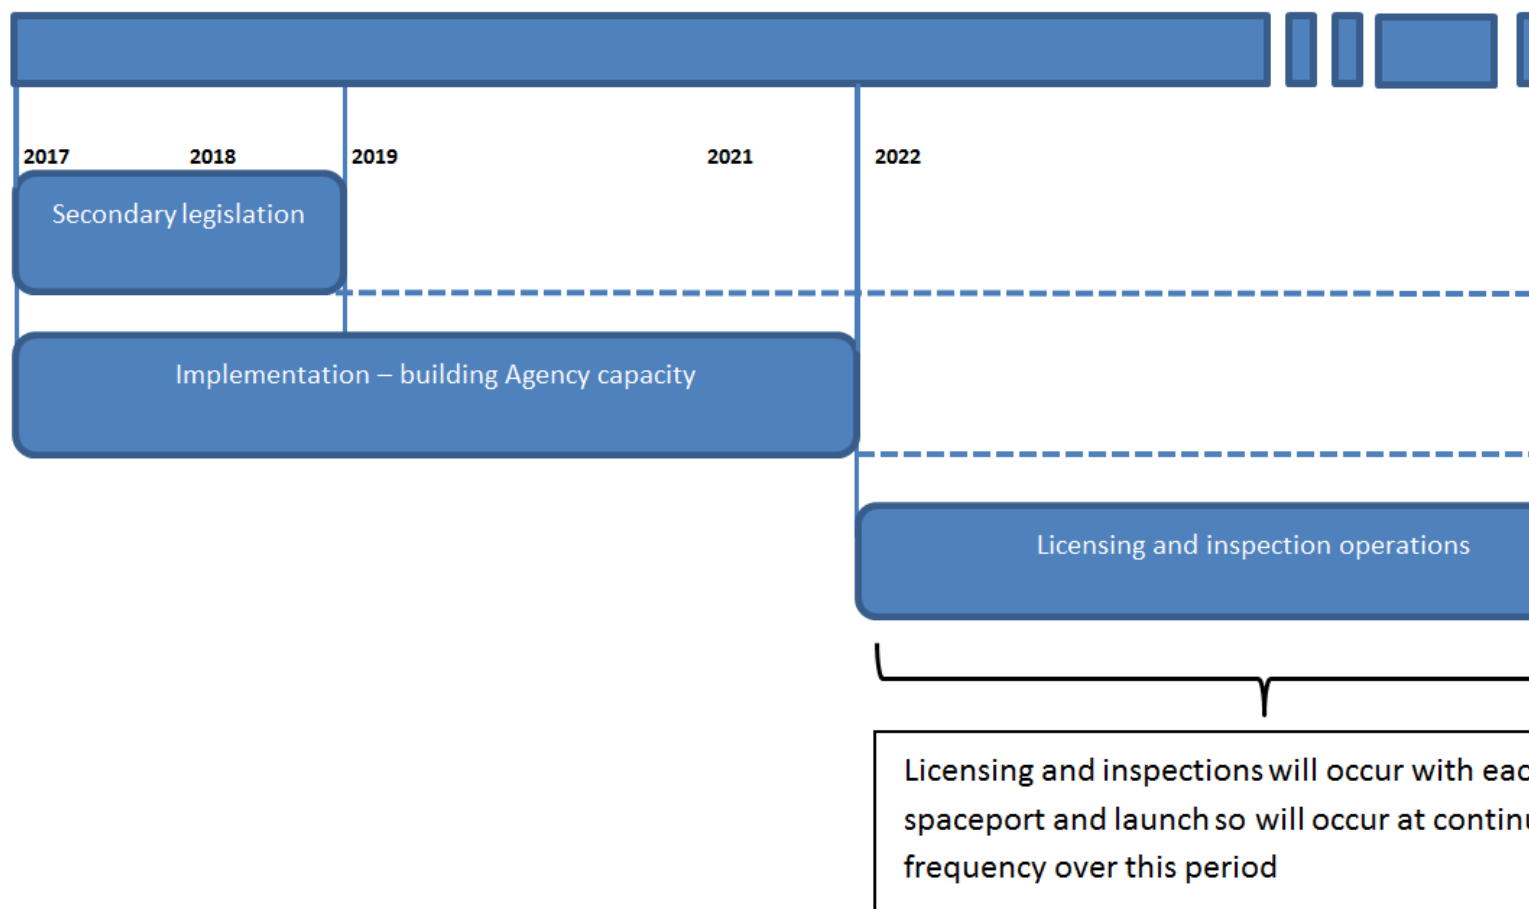 2017 2018 2019 2021 2022
Secondary legislation
Implementation – building Agency capacity
Licensing and inspection operations
Licensing and inspections will occur with
spaceport and launch so will occur at
frequency over this period